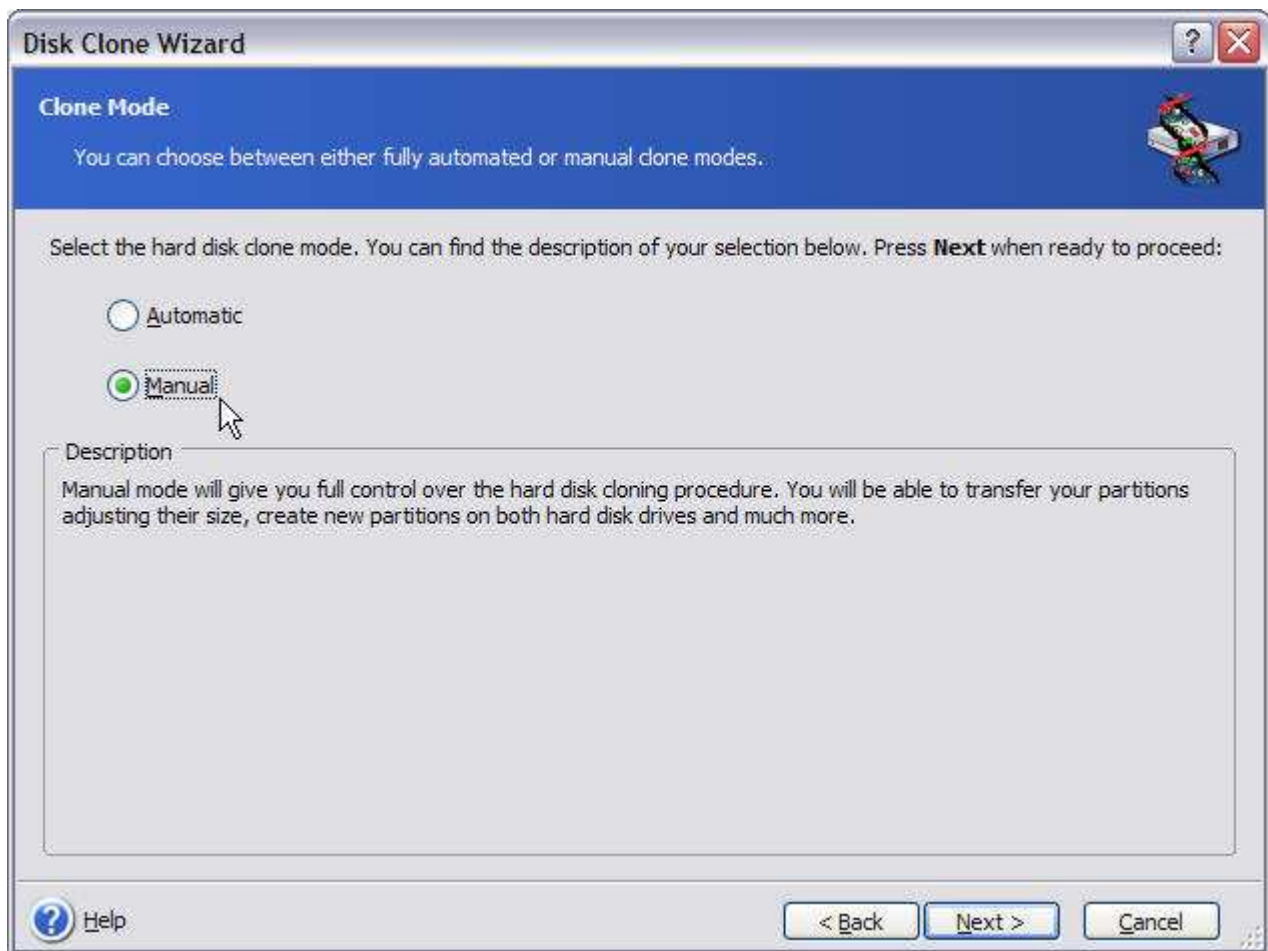 Disk Clone Wizard
?
Clone Mode
You can choose between either fully automated or manual clone modes.
Select the hard disk clone mode. You can find the description of your selection below. Press Next when ready to proceed:
Automatic
Manual
Description
Manual mode will give you full control over the hard disk cloning procedure. You will be able to transfer your partitions
adjusting their size, create new partitions on both hard disk drives and much more.
? Help
< Back
Next >
Cancel